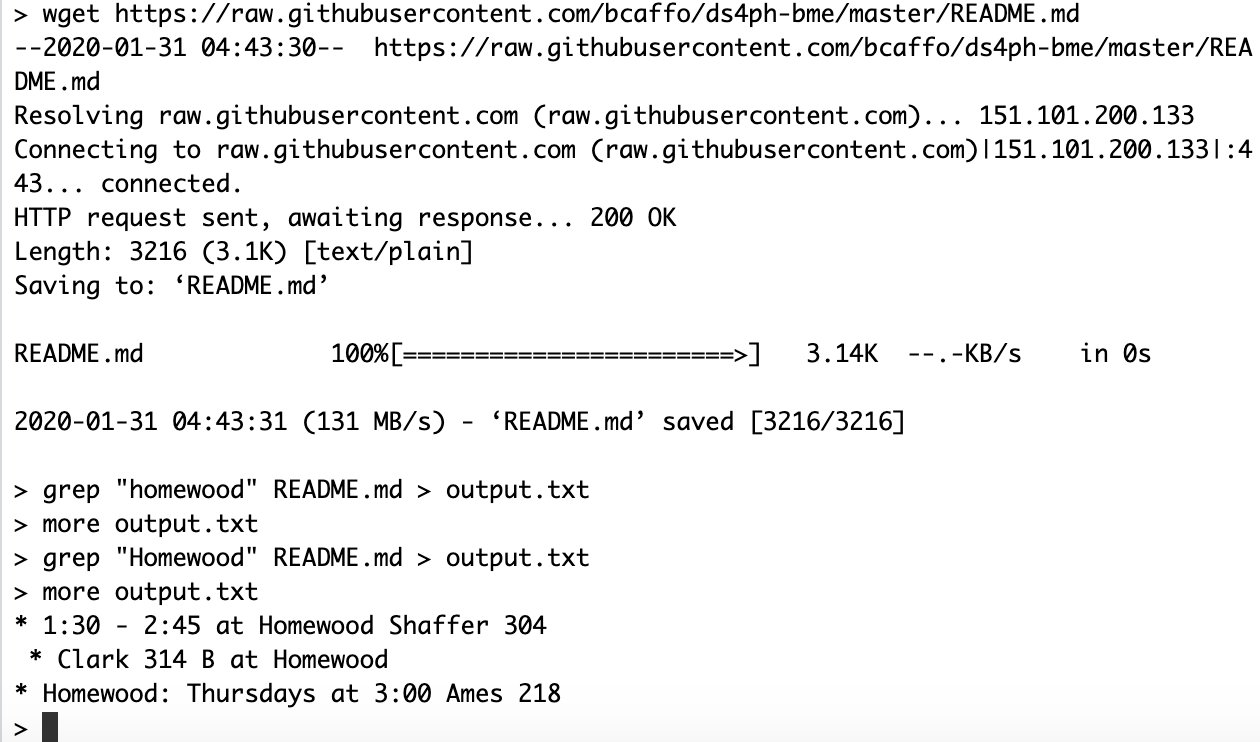 > wget https://raw.githubusercontent.com/bcaffo/ds4ph-bme/master/README.md
--2020-01-31 04:43:30--  https://raw.githubusercontent.com/bcaffo/ds4ph-bme/master/REA
DME.md
Resolving raw.githubusercontent.com (raw.githubusercontent.com)... 151.101.200.133
Connecting to raw.githubusercontent.com (raw.githubusercontent.com)|151.101.200.133|:4
43... connected.
HTTP request sent, awaiting response... 200 OK
Length: 3216 (3.1K) [text/plain]
Saving to: ‘README.md’
README.md             100%[=======================>]   3.14K  --.-KB/s    in 0s
2020-01-31 04:43:31 (131 MB/s) - ‘README.md’ saved [3216/3216]
> grep "homewood" README.md > output.txt
> more output.txt
> grep "Homewood" README.md > output.txt
> more output.txt
* 1:30 - 2:45 at Homewood Shaffer 304
 * Clark 314 B at Homewood
* Homewood: Thursdays at 3:00 Ames 218
>